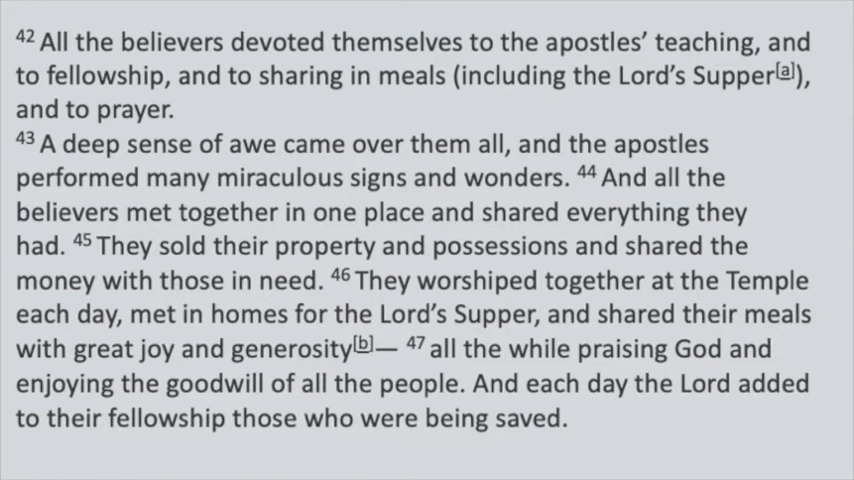 42 All the believers devoted themselves to the apostles’ teaching, and
to fellowship, and to sharing in meals (including the Lord’s Supper[a]),
and to prayer.
43 A deep sense of awe came over them all, and the apostles
performed many miraculous signs and wonders. 44 And all the
believers met together in one place and shared everything they
had. 45 They sold their property and possessions and shared the
money with those in need. 46 They worshiped together at the Temple
each day, met in homes for the Lord’s Supper, and shared their meals
with great joy and generosity[b]— 47 all the while praising God and
enjoying the goodwill of all the people. And each day the Lord added
to their fellowship those who were being saved.